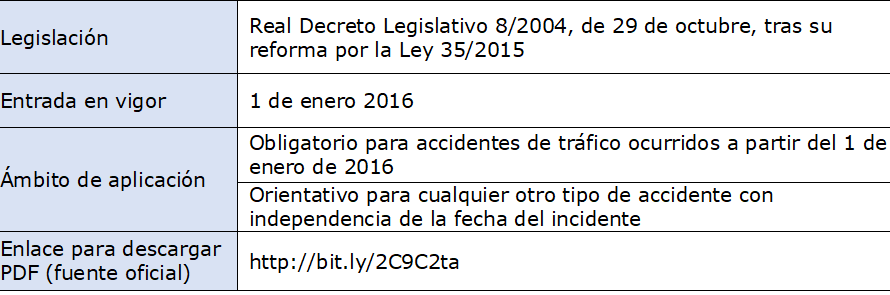 Legislación
Real Decreto Legislativo 8/2004, de 29 de octubre, tras su
reforma por la Ley 35/2015
Entrada en vigor
1 de enero 2016
Ámbito de aplicación
Obligatorio para accidentes de tráfico ocurridos a partir del 1 de
enero de 2016
Orientativo para cualquier otro tipo de accidente con
independencia de la fecha del incidente
Enlace para descargar
PDF (fuente oficial)
http://bit.ly/2C9C2ta